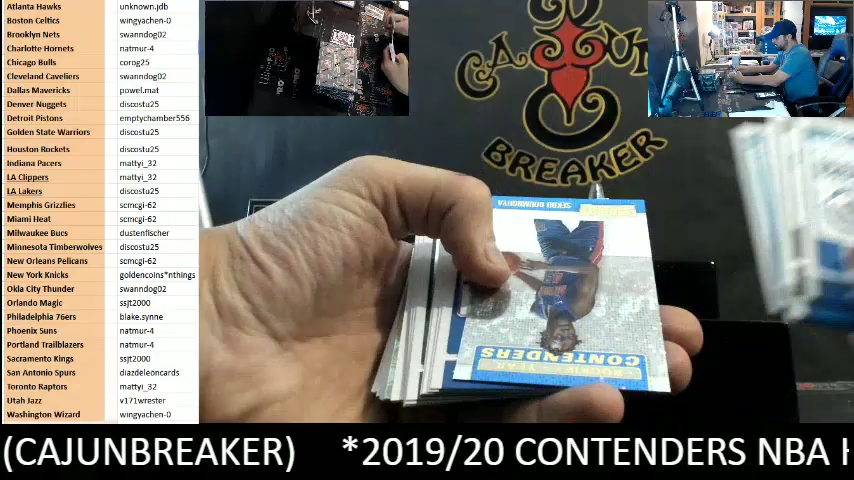 Atlanta Hawks unknown.jdb
Boston Celtics wingyachen-0
Brooklyn Nets swanndog02
Charlotte Hornets natmur-4
Chicago Bulls corog25
Cleveland Caveliers swanndog02
Dallas Mavericks powel.mat
Denver Nuggets discostu25
Detroit Pistons emptychamber556
Golden State Warriors discostu25
Houston Rockets discostu25
Indiana Pacers mattyi_32
LA Clippers mattyi_32
LA Lakers discostu25
Memphis Grizzlies scmcgi-62
Miami Heat scmcgi-62
Milwaukee Bucs dustenfischer
Minnesota Timberwolves discostu25
New Orleans Pelicans scmcgi-62
New York Knicks goldencoins*nthings
Okla City Thunder swanndog02
Orlando Magic ssjt2000
Philadelphia 76ers blake.synne
Phoenix Suns natmur-4
Portland Trailblazers natmur-4
Sacramento Kings ssjt2000
San Antonio Spurs diazdeleoncards
Toronto Raptors mattyi_32
Utah Jazz v171wrester
Washington Wizard wingyachen-0
CAJUN
BREAKER
SEKOU DOUMBOUYA
CONTENDERS
ROOKIE OF THE YEAR
(CAJUNBREAKER) *2019/20 CONTENDERS NBA H